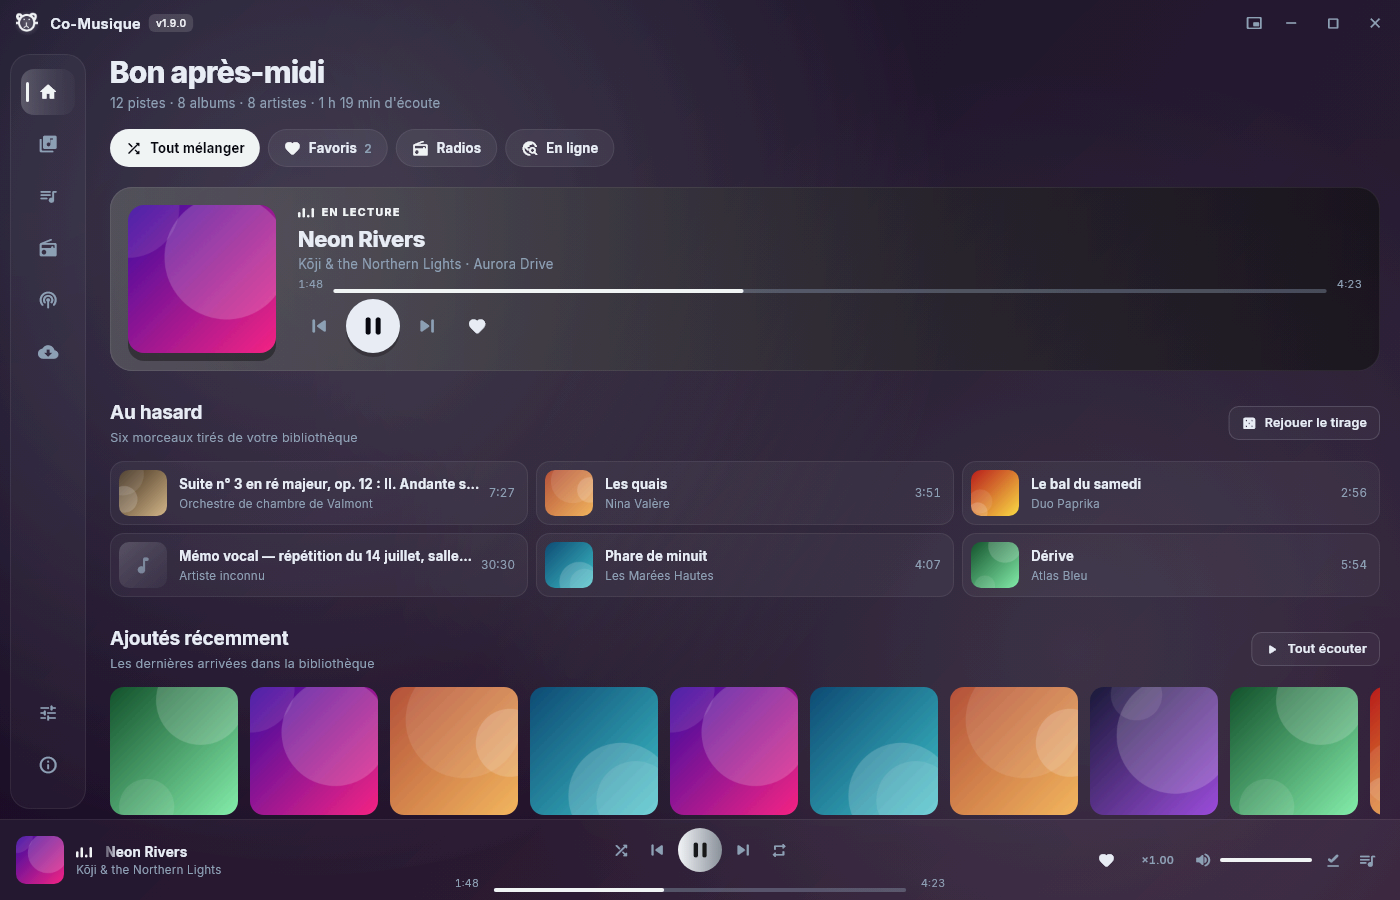 Co-Musique v1.9.0
Bon après-midi
12 pistes · 8 albums · 8 artistes · 1 h 19 min d'écoute
Tout mélanger
Favoris 2
Radios
En ligne
EN LECTURE
Neon Rivers
Kōji & the Northern Lights · Aurora Drive
1:48
4:23
Au hasard
Six morceaux tirés de votre bibliothèque
Rejouer le tirage
Suite n° 3 en ré majeur, op. 12 : II. Andante s...
Orchestre de chambre de Valmont
7:27
Les quais
Nina Valère
3:51
Le bal du samedi
Duo Paprika
2:56
Mémo vocal — répétition du 14 juillet, salle...
Artiste inconnu
30:30
Phare de minuit
Les Marées Hautes
4:07
Dérive
Atlas Bleu
5:54
Ajoutés récemment
Les dernières arrivées dans la bibliothèque
Tout écouter
Neon Rivers
Kōji & the Northern Lights
1:48
4:23
×1.00